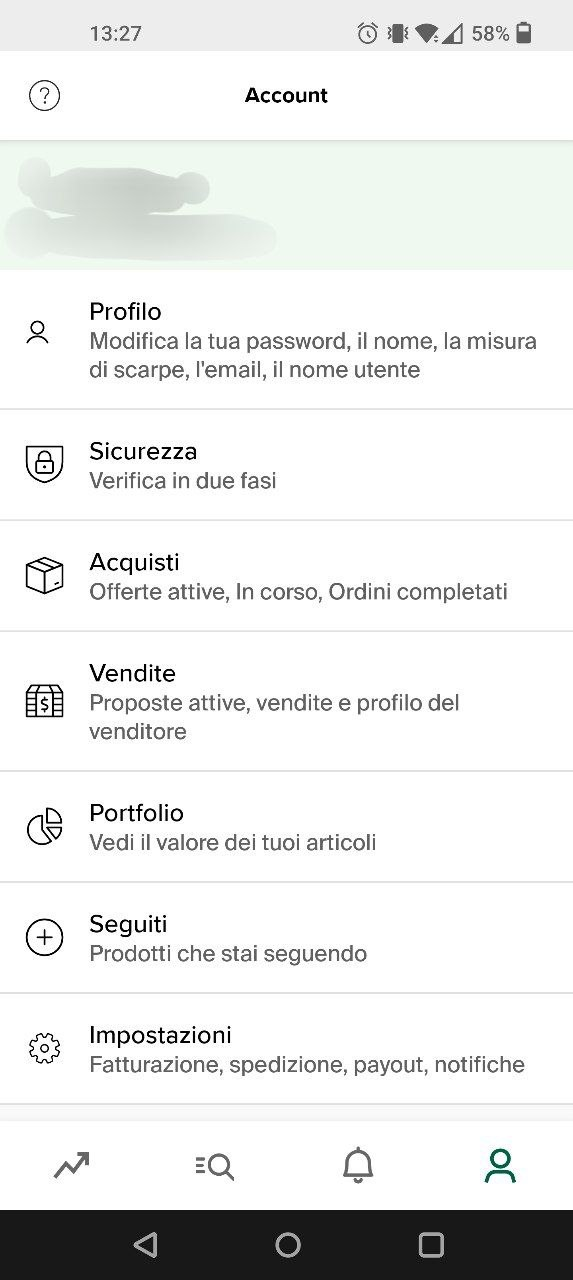 13:27
58%
?
Account
Profilo
Modifica la tua password, il nome, la misura
di scarpe, l'email, il nome utente
Sicurezza
Verifica in due fasi
Acquisti
Offerte attive, In corso, Ordini completati
Vendite
Proposte attive, vendite e profilo del
venditore
Portfolio
Vedi il valore dei tuoi articoli
Seguiti
Prodotti che stai seguendo
Impostazioni
Fatturazione, spedizione, payout, notifiche